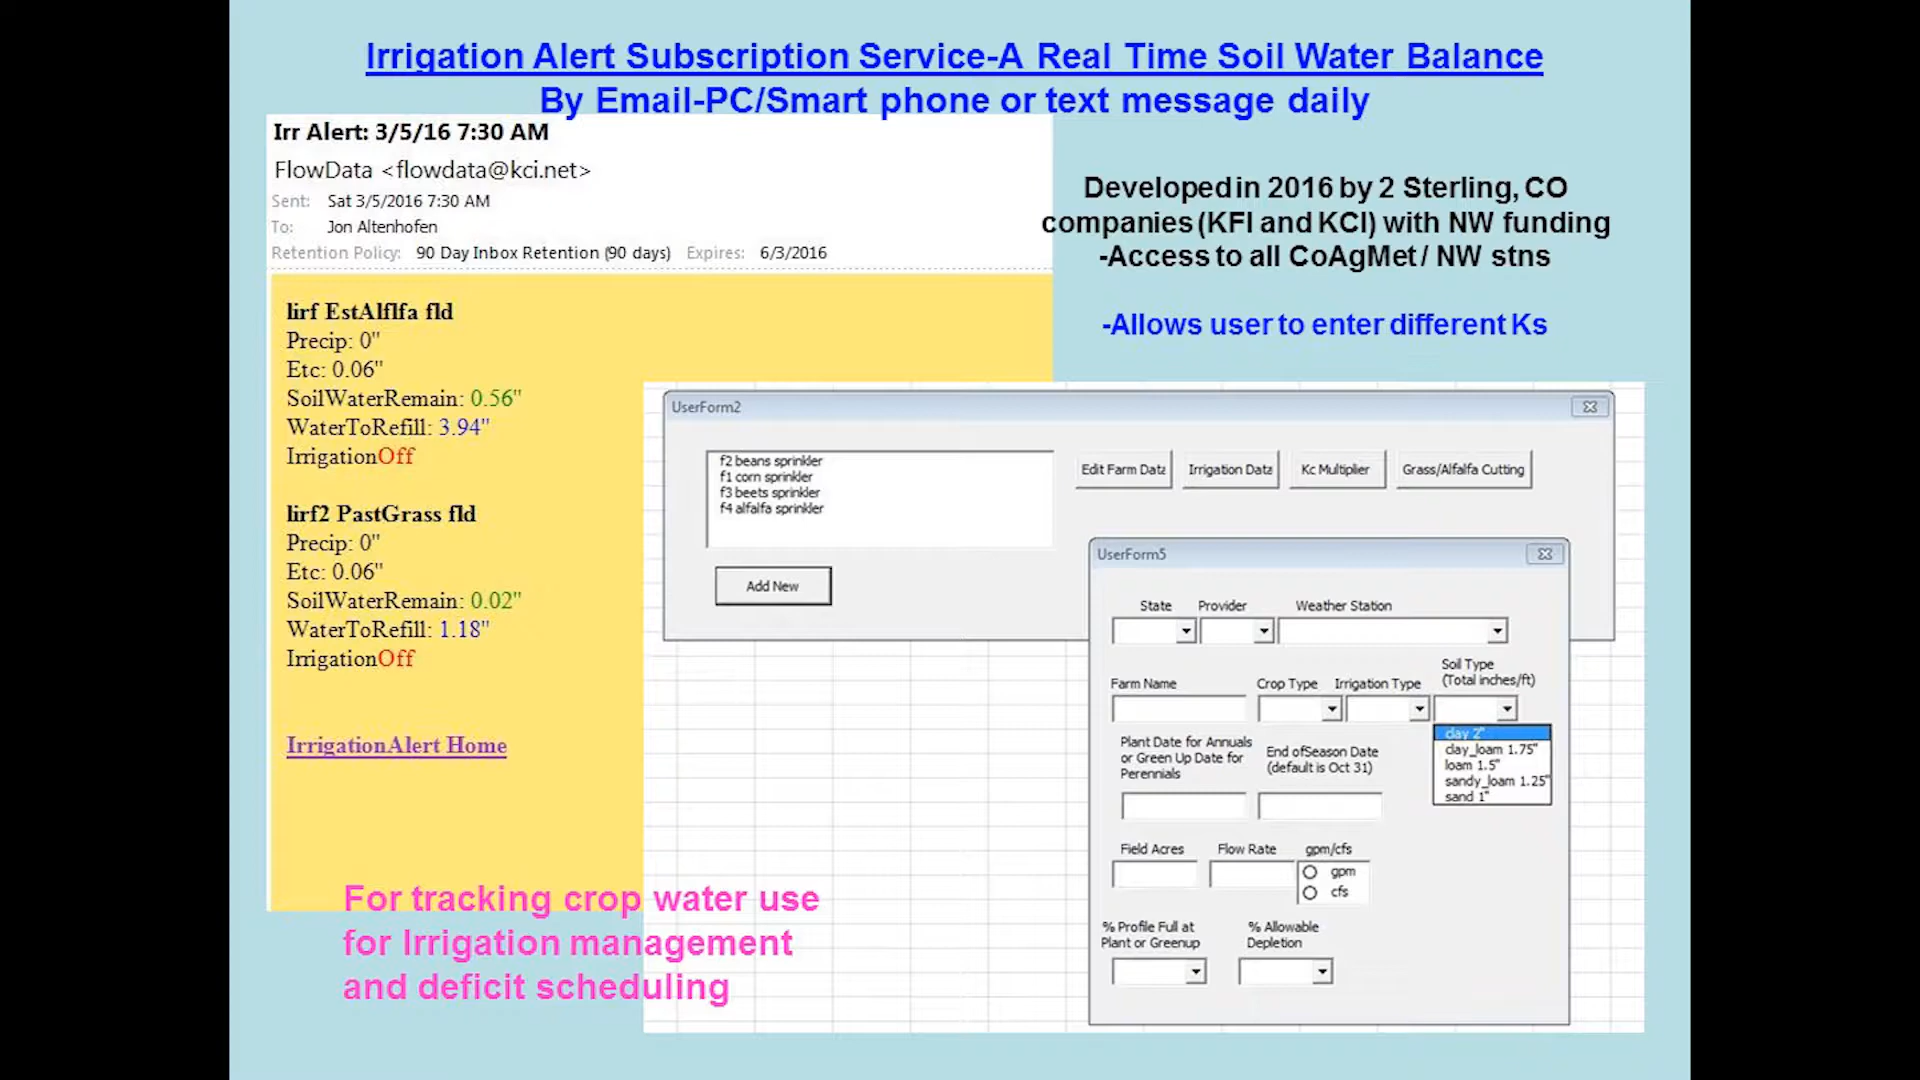 Irrigation Alert Subscription Service-A Real Time Soil Water Balance
By Email-PC/Smart phone or text message daily
Irr Alert: 3/5/16 7:30 AM
FlowData <flowdata@kci.net>
Sent: Sat 3/5/2016 7:30 AM
To: Jon Altenhofen
Retention Policy: 90 Day Inbox Retention (90 days) Expires: 6/3/2016
Developed in 2016 by 2 Sterling, CO
companies (KFI and KCI) with NW funding
-Access to all CoAgMet / NW stns
-Allows user to enter different Ks
lirf EstAlflfa fld
Precip: 0"
Etc: 0.06"
SoilWaterRemain: 0.56"
WaterToRefill: 3.94"
IrrigationOff
lirf2 PastGrass fld
Precip: 0"
Etc: 0.06"
SoilWaterRemain: 0.02"
WaterToRefill: 1.18"
IrrigationOff
IrrigationAlert Home
UserForm2
f2 beans sprinkler
f1 corn sprinkler
f3 beets sprinkler
f4 alfalfa sprinkler
Edit Farm Data Irrigation Data Kc Multiplier Grass/Alfalfa Cutting
Add New
UserForm5
State Provider Weather Station
Farm Name Crop Type Irrigation Type
Soil Type
(Total inches/ft)
clay 2"
clay_loam 1.75"
loam 1.5"
sandy_loam 1.25"
sand 1"
Plant Date for Annuals
or Green Up Date for
Perennials
End ofSeason Date
(default is Oct 31)
Field Acres Flow Rate gpm/cfs
gpm
cfs
% Profile Full at
Plant or Greenup
% Allowable
Depletion
For tracking crop water use
for Irrigation management
and deficit scheduling